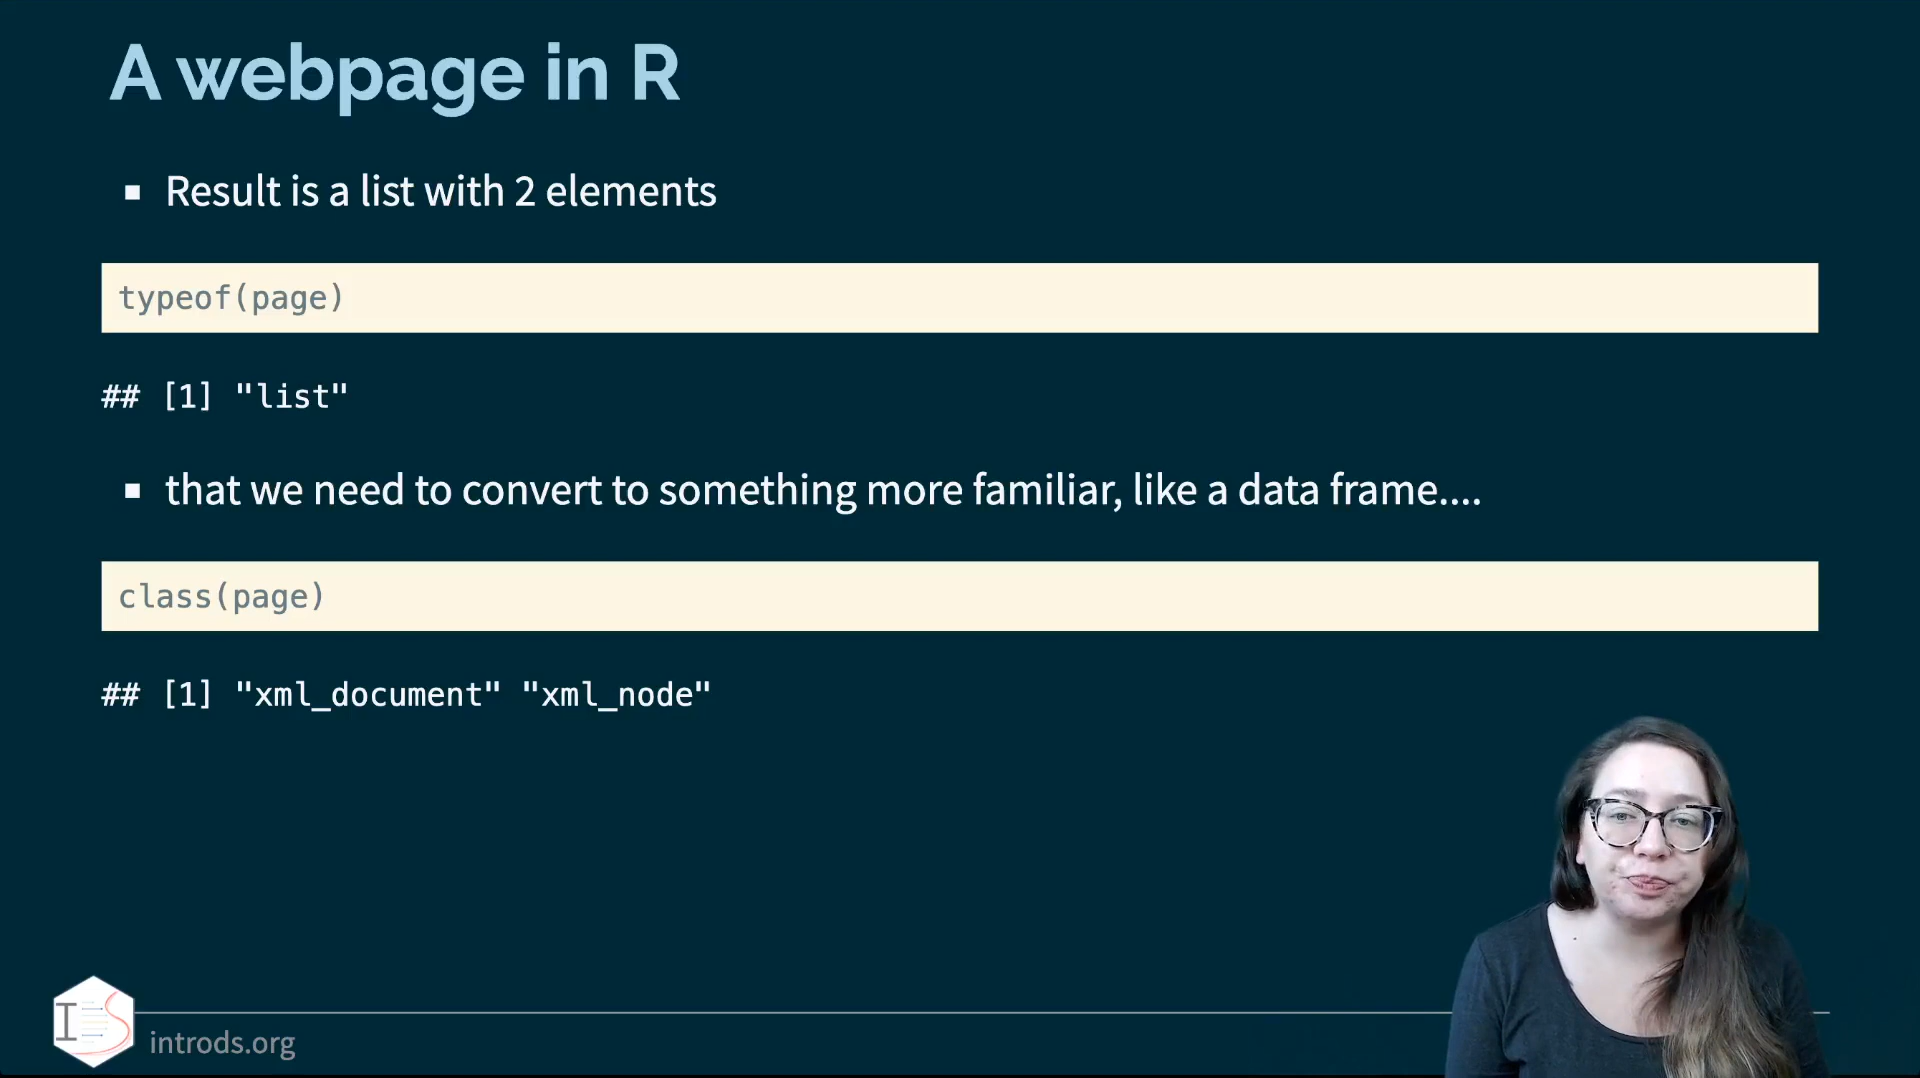 A webpage in R
Result is a list with 2 elements
typeof(page)
## [1] "list"
that we need to convert to something more familiar, like a data frame....
class(page)
## [1] "xml_document" "xml_node"
IDS
introds.org